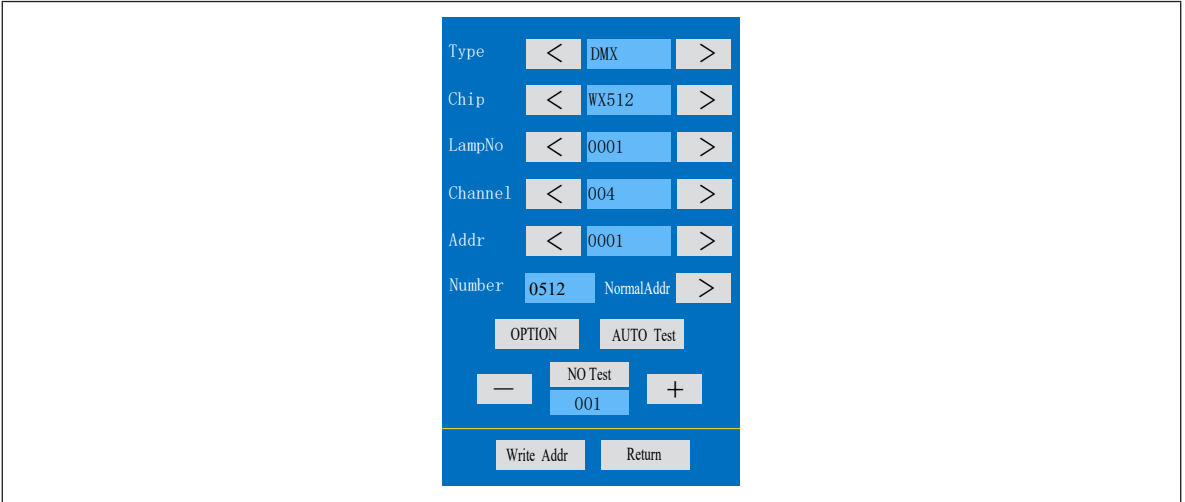 Type < DMX >
Chip < WX512 >
LampNo < 0001 >
Channel < 004 >
Addr < 0001 >
Number 0512 NormalAddr >
OPTION AUTO Test
NO Test
— 001 +
Write Addr Return